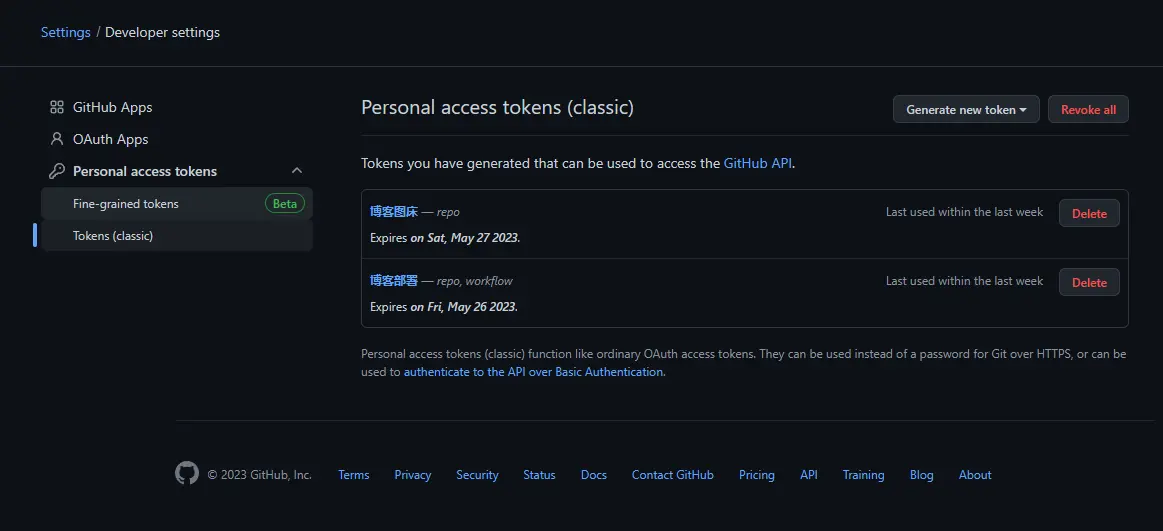 Settings / Developer settings
GitHub Apps
OAuth Apps
Personal access tokens
Fine-grained tokens Beta
Tokens (classic)
Personal access tokens (classic) Generate new token Revoke all
Tokens you have generated that can be used to access the GitHub API.
博客图床 — repo Last used within the last week Delete
Expires on Sat, May 27 2023.
博客部署 — repo, workflow Last used within the last week Delete
Expires on Fri, May 26 2023.
Personal access tokens (classic) function like ordinary OAuth access tokens. They can be used instead of a password for Git over HTTPS, or can be
used to authenticate to the API over Basic Authentication.
© 2023 GitHub, Inc. Terms Privacy Security Status Docs Contact GitHub Pricing API Training Blog About